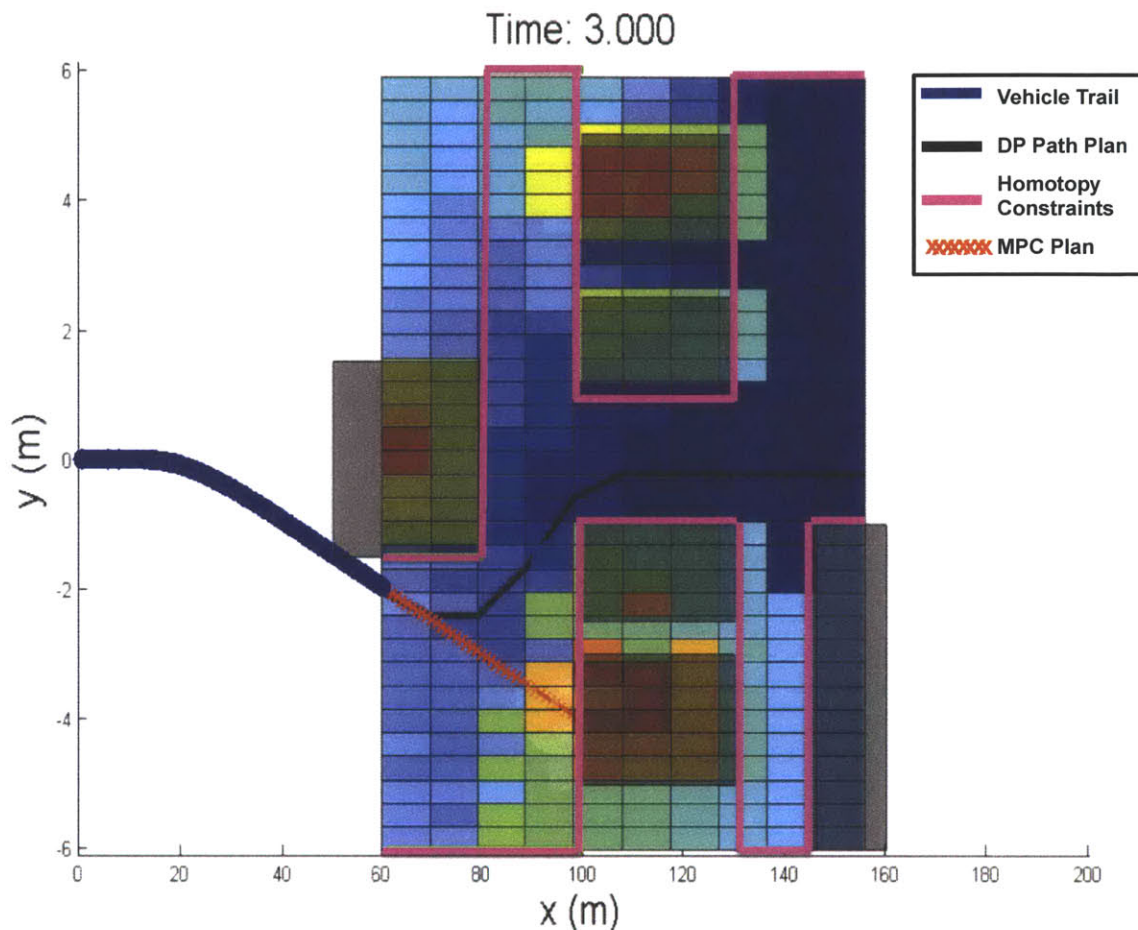 Time: 3.000
6
4
2
0
-2
-4
-6
y (m)
0
20
40
60
80
100
120
140
160
180
200
x (m)
Vehicle Trail
DP Path Plan
Homotopy
Constraints
MPC Plan